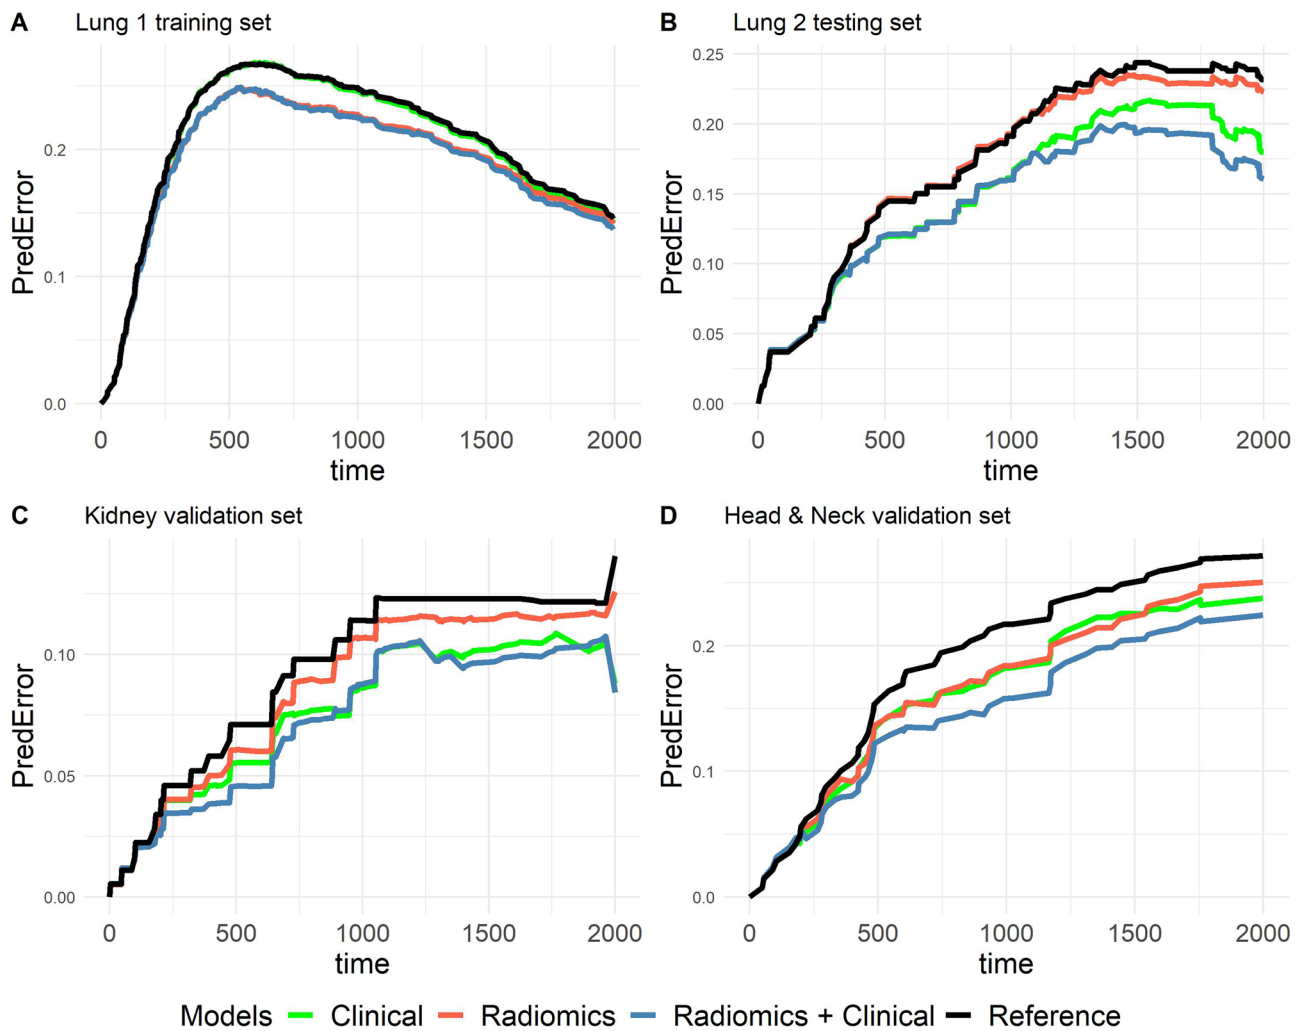 A Lung 1 training set
PredError
0.2
0.1
0.0
0 500 1000 1500 2000
time
B Lung 2 testing set
PredError
0.25
0.20
0.15
0.10
0.05
0.00
0 500 1000 1500 2000
time
C Kidney validation set
PredError
0.10
0.05
0.00
0 500 1000 1500 2000
time
D Head & Neck validation set
PredError
0.2
0.1
0.0
0 500 1000 1500 2000
time
Models Clinical Radiomics Radiomics + Clinical Reference